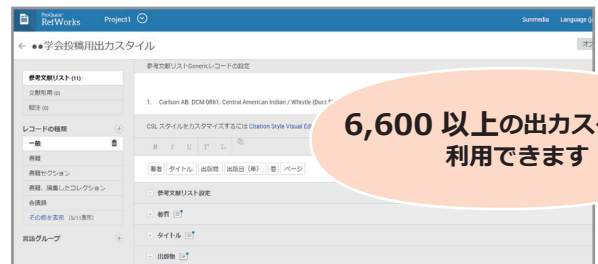 ProQuest
RefWorks Project1
Sunmedia Language
← ●●学会投稿用出力スタイル
参考文献リストGenericレコードの設定
参考文献リスト (11)
文献引用 (0)
脚注 (0)
1. Carlson AB. DCM 0861: Central American Indian / Whistle (Duct
CSL スタイルをカスタマイズするには Citation Style Visual Ed
レコードの種類
一般
B I U
著者 タイトル 出版物 出版日 (年) : 巻 ページ
書籍
書籍セクション
書籍、編集したコレクション
会議録
その他を表示 (5/11表示)
参考文献リスト設定
著者
タイトル
出版物
言語グループ
6,600 以上の出力ス
利用できます